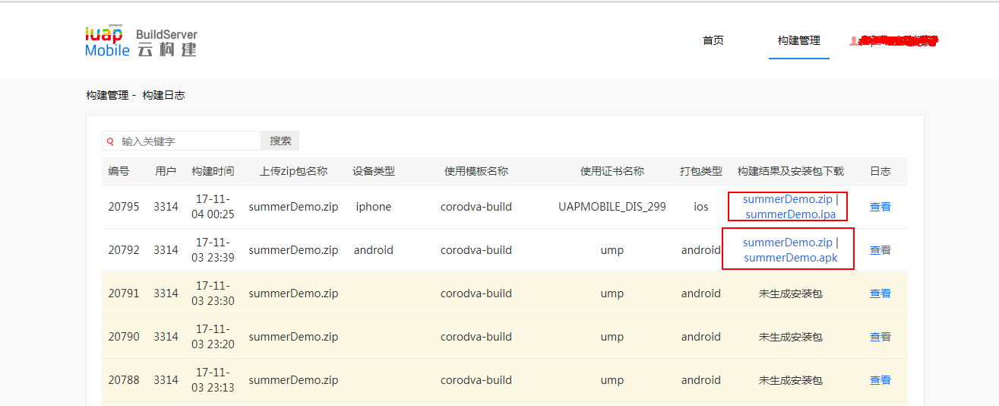 yonyou
iuap
Mobile
BuildServer
云构建
首页
构建管理
构建管理 - 构建日志
输入关键字
搜索
编号 用户 构建时间 上传zip包名称 设备类型 使用模板名称 使用证书名称 打包类型 构建结果及安装包下载 日志
20795 3314 17-11-04 00:25 summerDemo.zip iphone corodva-build UAPMOBILE_DIS_299 ios summerDemo.zip | summerDemo.ipa 查看
20792 3314 17-11-03 23:39 summerDemo.zip android corodva-build ump android summerDemo.zip | summerDemo.apk 查看
20791 3314 17-11-03 23:30 summerDemo.zip corodva-build ump android 未生成安装包 查看
20790 3314 17-11-03 23:20 summerDemo.zip corodva-build ump android 未生成安装包 查看
20788 3314 17-11-03 23:13 summerDemo.zip corodva-build ump android 未生成安装包 查看